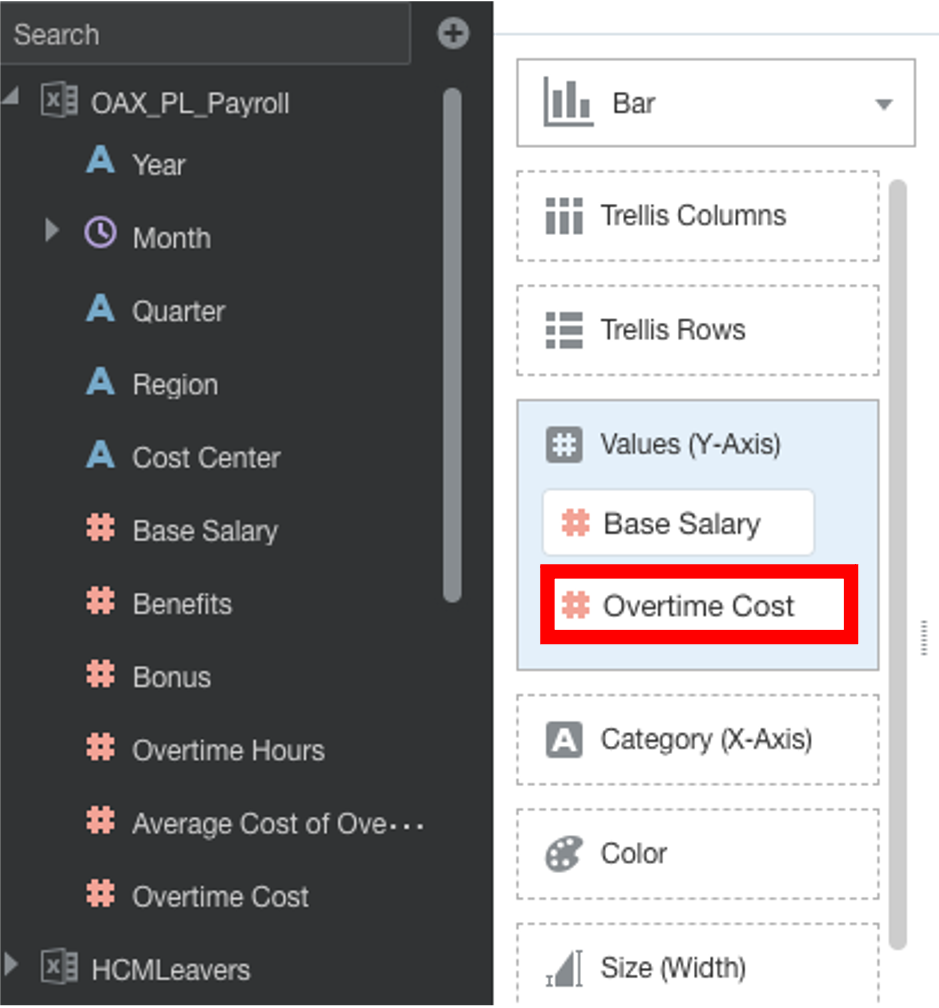 Search
OAX_PL_Payroll
Year
Month
Quarter
Region
Cost Center
Base Salary
Benefits
Bonus
Overtime Hours
Average Cost of Ove...
Overtime Cost
HCMLeavers
Bar
Trellis Columns
Trellis Rows
Values (Y-Axis)
Base Salary
Overtime Cost
Category (X-Axis)
Color
Size (Width)